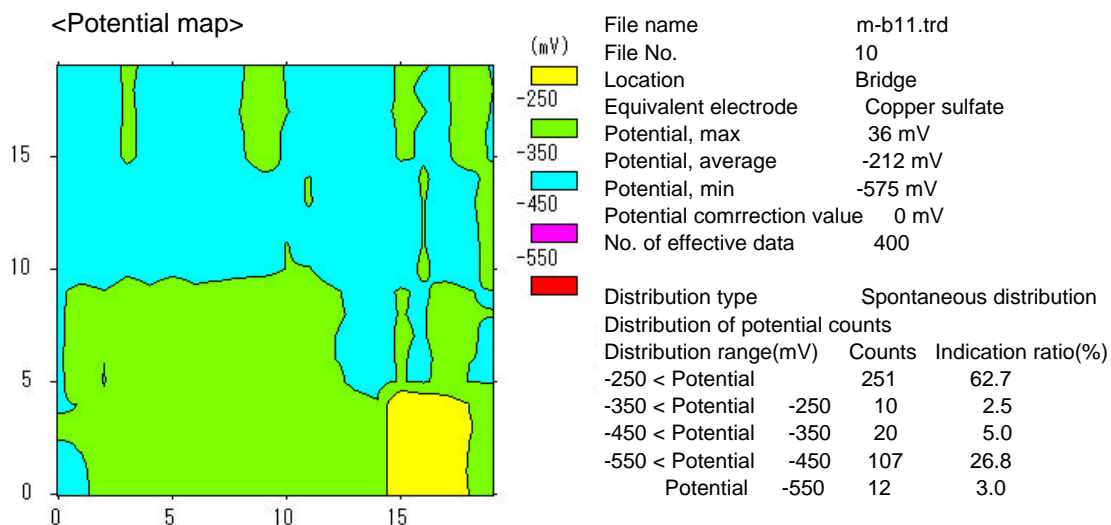 <Potential map>
(mV)
-250
-350
-450
-550
15
10
5
0
0 5 10 15
File name m-b11.trd
File No. 10
Location Bridge
Equivalent electrode Copper sulfate
Potential, max 36 mV
Potential, average -212 mV
Potential, min -575 mV
Potential comrrection value 0 mV
No. of effective data 400
Distribution type Spontaneous distribution
Distribution of potential counts
Distribution range(mV) Counts Indication ratio(%)
-250 < Potential 251 62.7
-350 < Potential -250 10 2.5
-450 < Potential -350 20 5.0
-550 < Potential -450 107 26.8
Potential -550 12 3.0